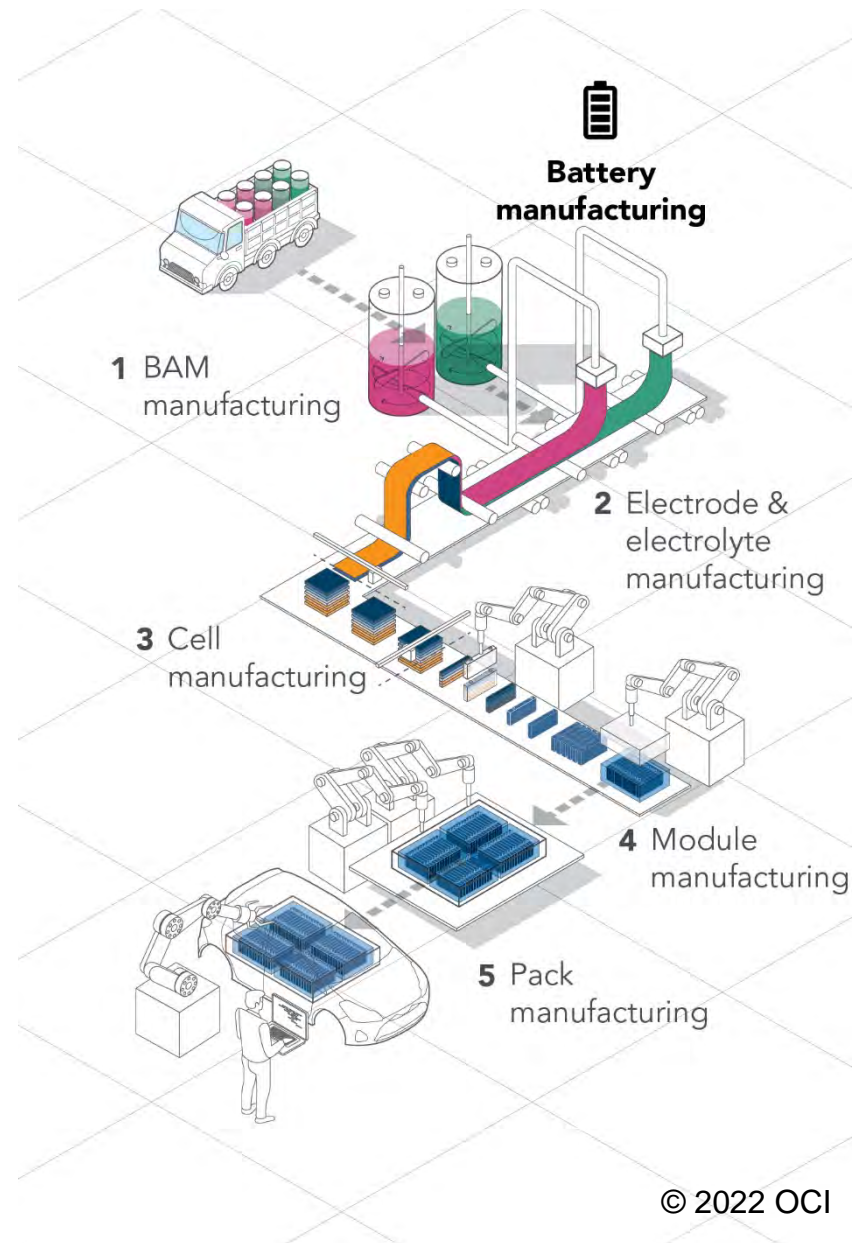 Battery
manufacturing
1 BAM
manufacturing
2 Electrode &
electrolyte
manufacturing
3 Cell
manufacturing
4 Module
manufacturing
5 Pack
manufacturing
© 2022 OCI